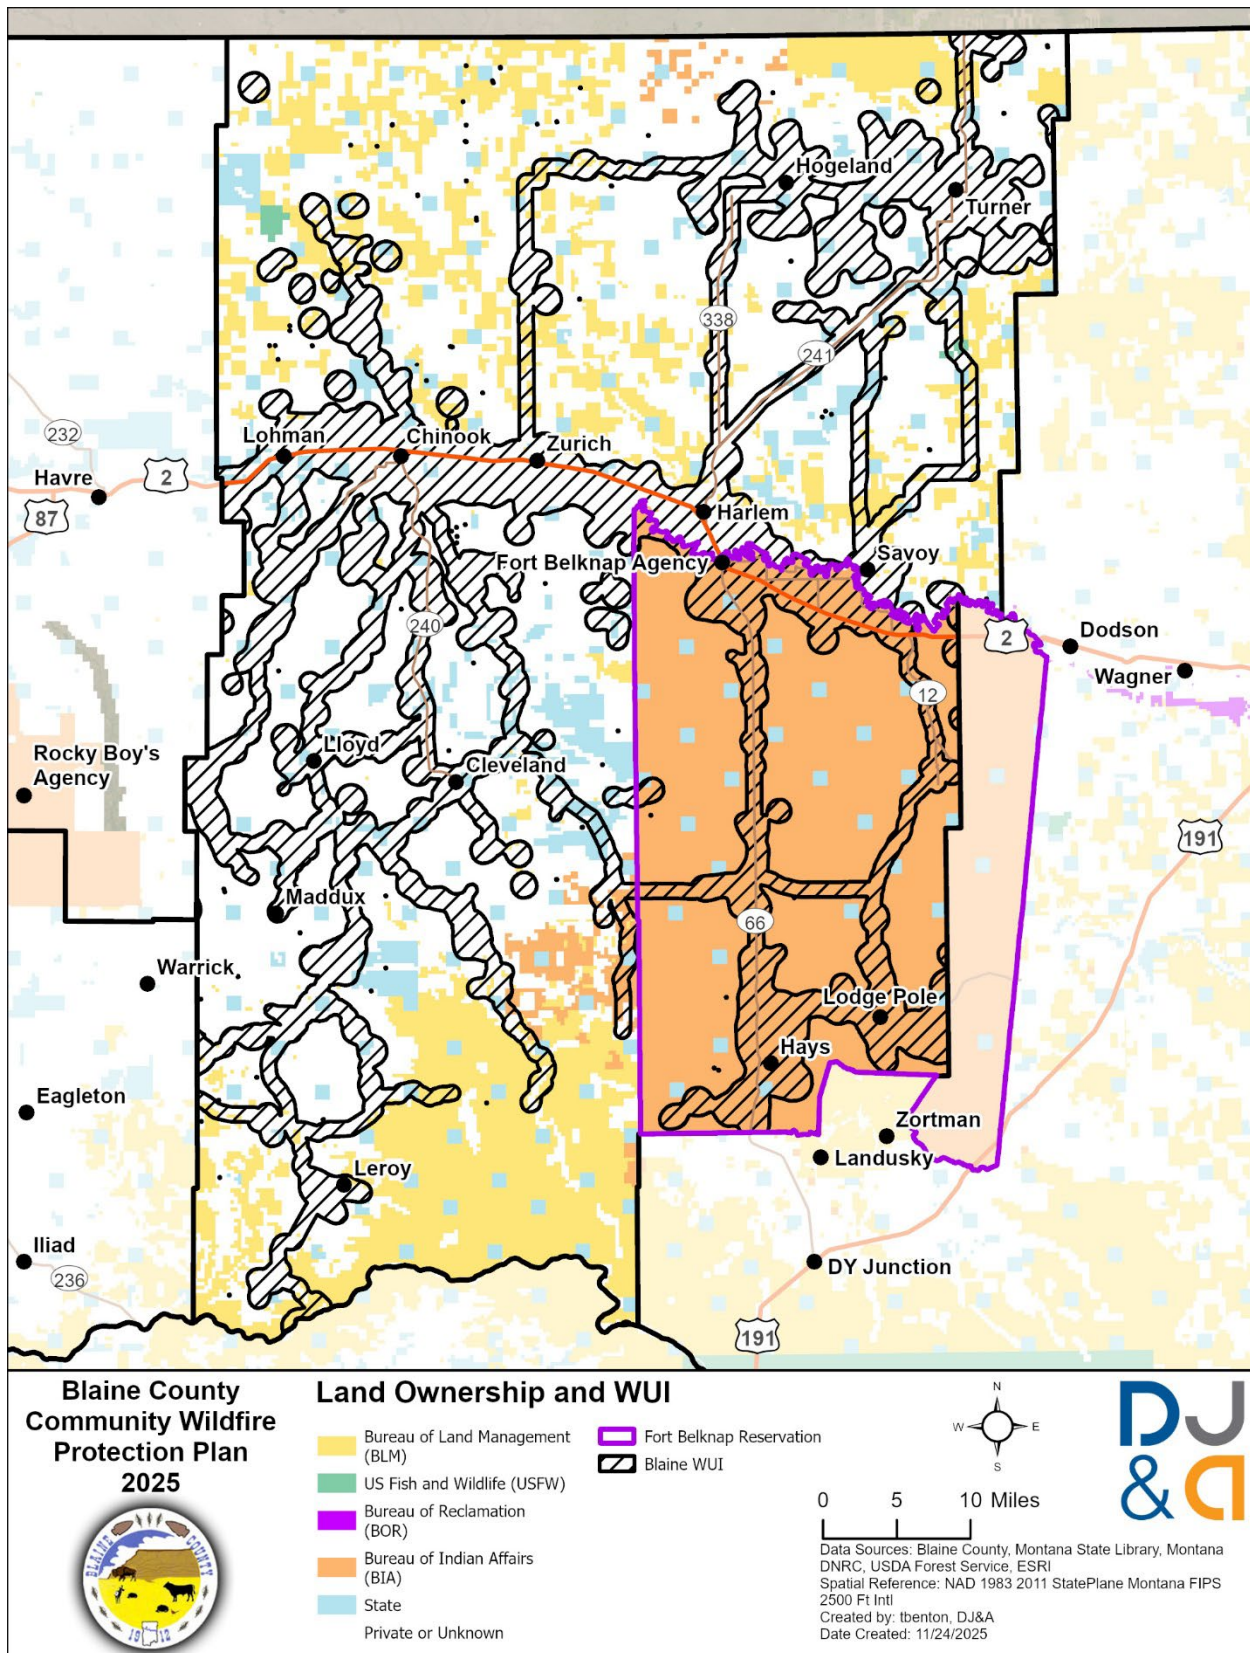 Hogeland
Turner
338
241
232
Lohman
Chinook
Zurich
Havre
2
87
Harlem
Fort Belknap Agency
Savoy
240
2
Dodson
Wagner
12
Rocky Boy's
Agency
Lloyd
Cleveland
191
Maddux
66
Warrick
Lodge Pole
Hays
Eagleton
Zortman
Landusky
Leroy
Iliad
236
DY Junction
191
Blaine County
Community Wildfire
Protection Plan
2025
BLAINE COUNTY
1912
Land Ownership and WUI
Bureau of Land Management
(BLM)
US Fish and Wildlife (USFW)
Bureau of Reclamation
(BOR)
Bureau of Indian Affairs
(BIA)
State
Private or Unknown
Fort Belknap Reservation
Blaine WUI
N
W E
S
0 5 10 Miles
DJ
&A
Data Sources: Blaine County, Montana State Library, Montana
DNRC, USDA Forest Service, ESRI
Spatial Reference: NAD 1983 2011 StatePlane Montana FIPS
2500 Ft Intl
Created by: tbenton, DJ&A
Date Created: 11/24/2025